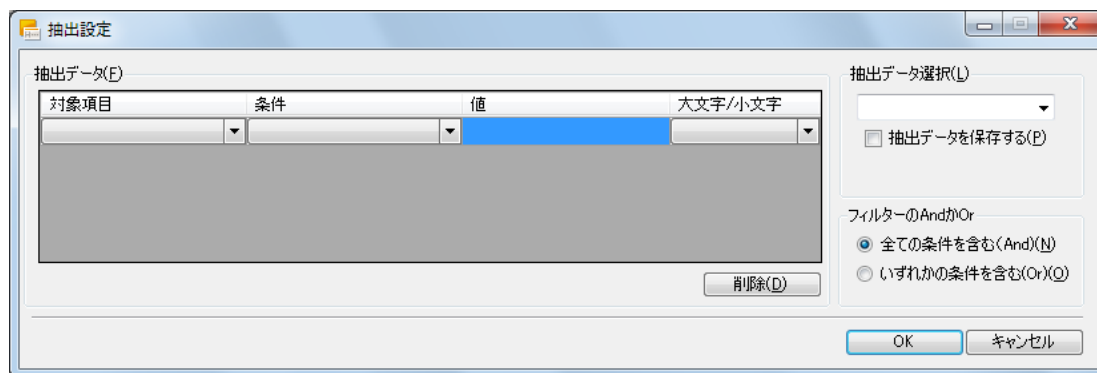 抽出設定
抽出データ(F)
対象項目 条件 値 大文字/小文字
削除(D)
抽出データ選択(L)
抽出データを保存する(P)
フィルターのAndかOr
全ての条件を含む(And)(N)
いずれかの条件を含む(Or)(O)
OK キャンセル